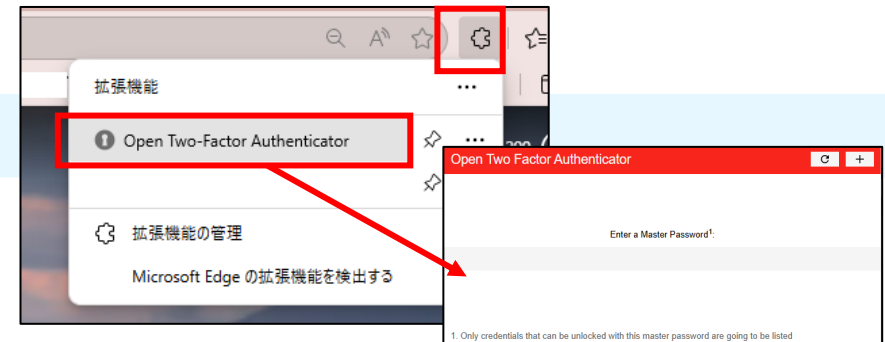 拡張機能
Open Two-Factor Authenticator
拡張機能の管理
Microsoft Edge の拡張機能を検出する
Open Two Factor Authenticator
Enter a Master Password1:
1. Only credentials that can be unlocked with this master password are going to be listed